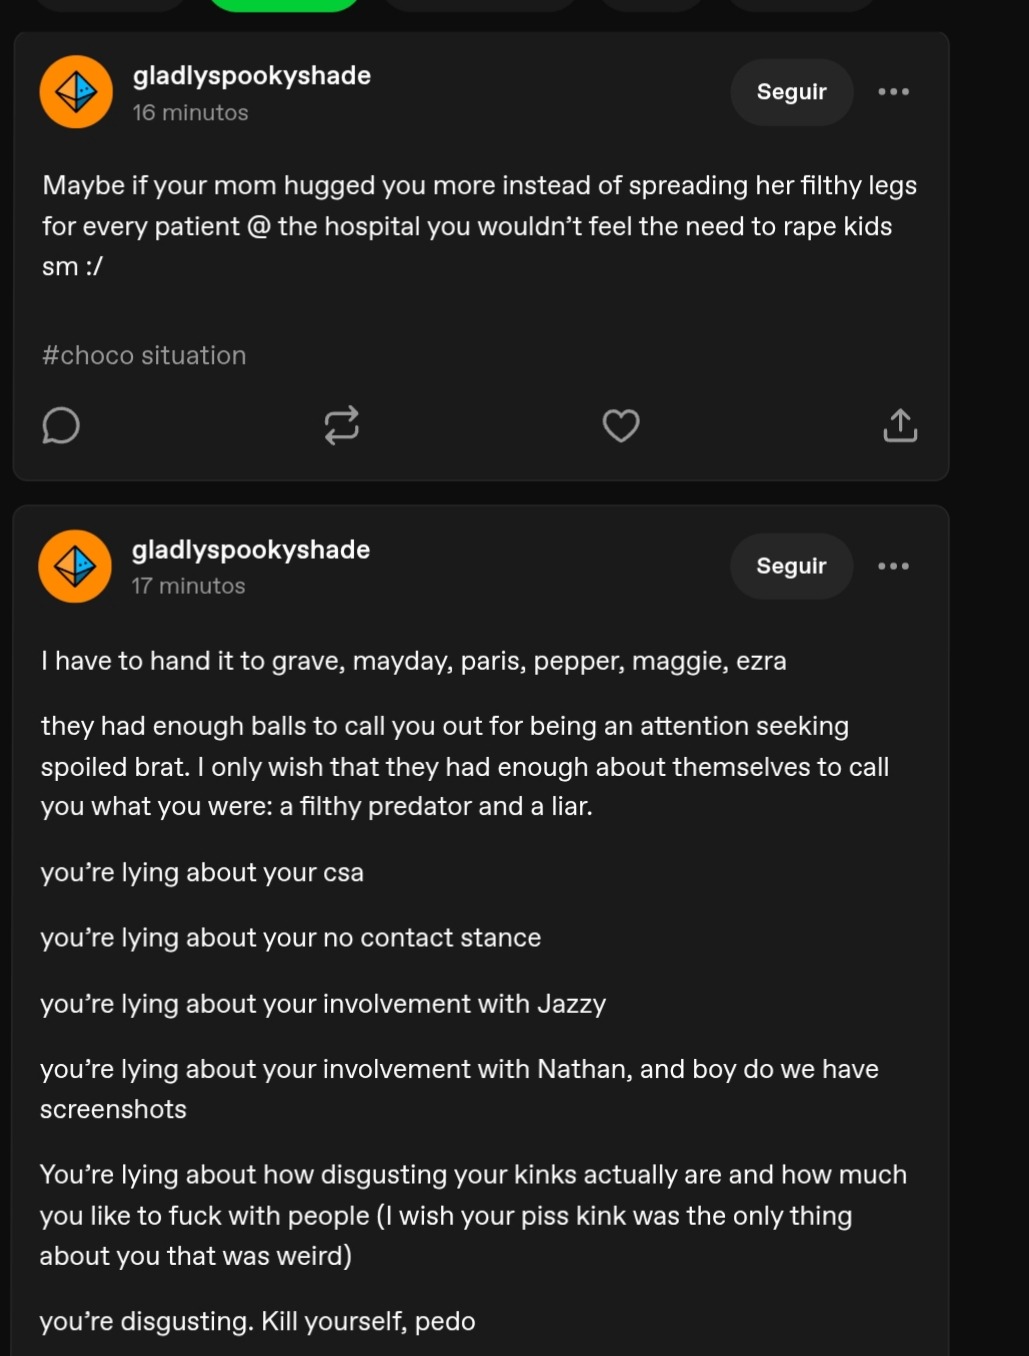 gladlyspookyshade
16 minutos
Seguir
Maybe if your mom hugged you more instead of spreading her filthy legs
for every patient @ the hospital you wouldn’t feel the need to rape kids
sm :/
#choco situation
gladlyspookyshade
17 minutos
Seguir
I have to hand it to grave, mayday, paris, pepper, maggie, ezra
they had enough balls to call you out for being an attention seeking
spoiled brat. I only wish that they had enough about themselves to call
you what you were: a filthy predator and a liar.
you’re lying about your csa
you’re lying about your no contact stance
you’re lying about your involvement with Jazzy
you’re lying about your involvement with Nathan, and boy do we have
screenshots
You’re lying about how disgusting your kinks actually are and how much
you like to fuck with people (I wish your piss kink was the only thing
about you that was weird)
you’re disgusting. Kill yourself, pedo